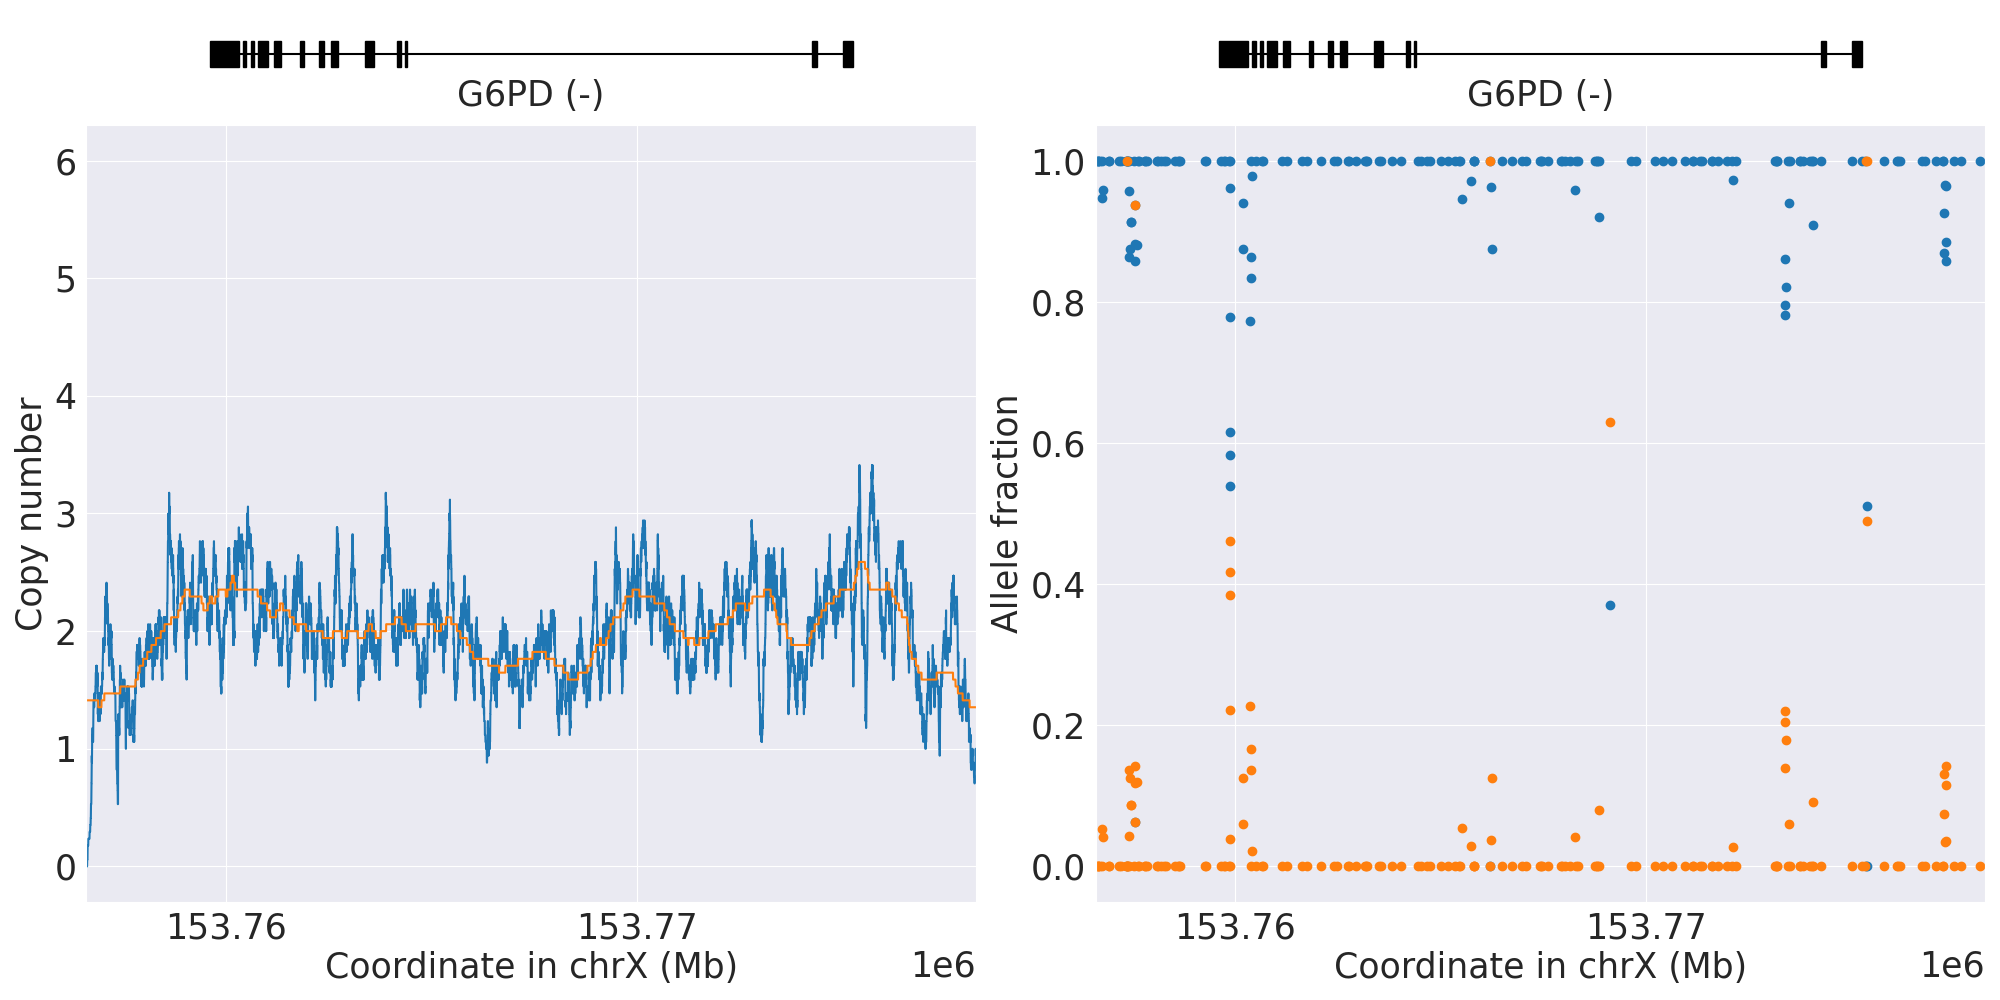 G6PD (-)
6
5
4
3
2
1
0
Copy number
153.76
153.77
Coordinate in chrX (Mb)
1e6
G6PD (-)
1.0
0.8
0.6
0.4
0.2
0.0
Allele fraction
153.76
153.77
Coordinate in chrX (Mb)
1e6